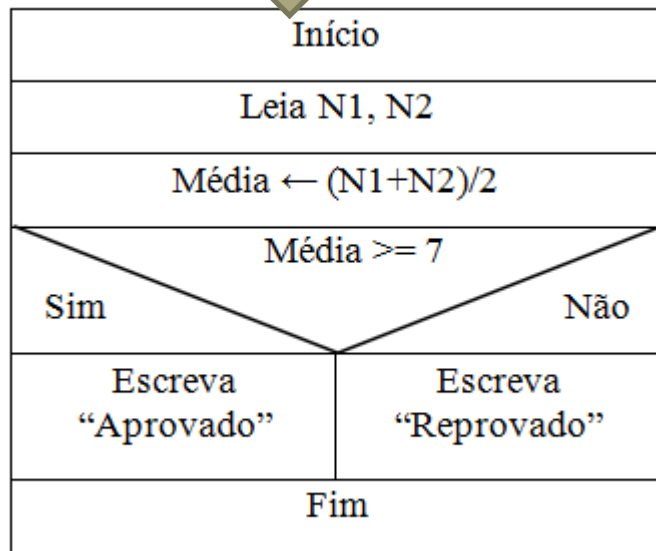 Início
Leia N1, N2
Média ← (N1+N2)/2
Média >= 7
Sim
Não
Escreva
“Aprovado”
Escreva
“Reprovado”
Fim